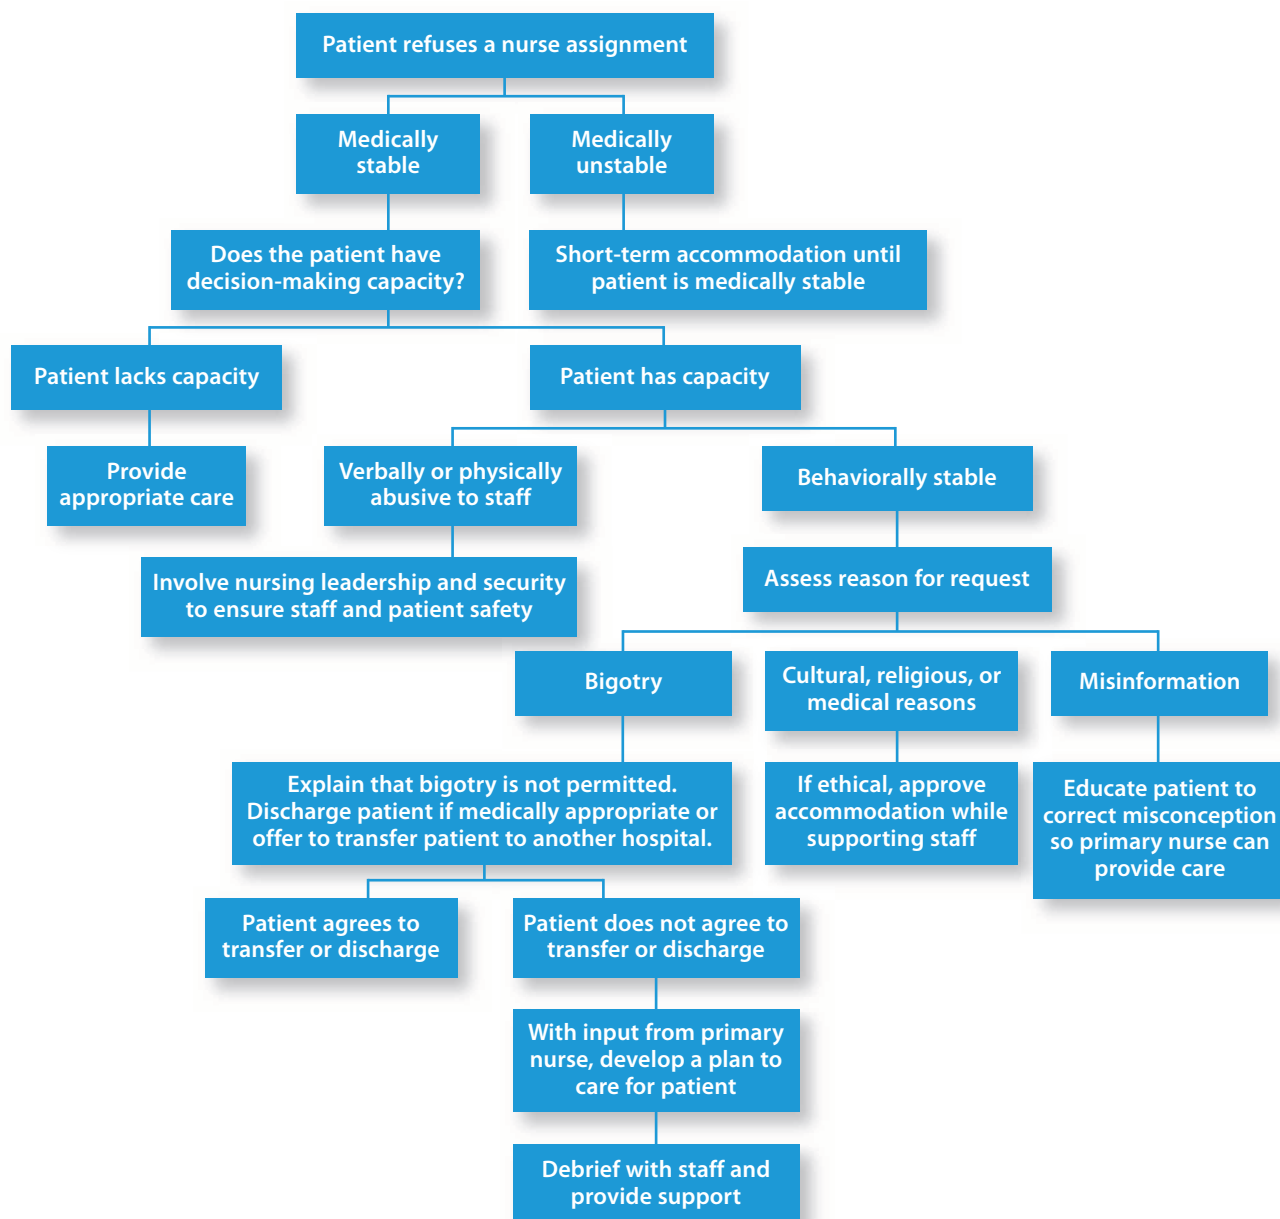 Patient refuses a nurse assignment
Medically
stable
Medically
unstable
Does the patient have
decision-making capacity?
Short-term accommodation until
patient is medically stable
Patient lacks capacity
Patient has capacity
Provide
appropriate care
Verbally or physically
abusive to staff
Behaviorally stable
Involve nursing leadership and security
to ensure staff and patient safety
Assess reason for request
Bigotry
Cultural, religious, or
medical reasons
Misinformation
Explain that bigotry is not permitted.
Discharge patient if medically appropriate or
offer to transfer patient to another hospital.
If ethical, approve
accommodation while
supporting staff
Educate patient to
correct misconception
so primary nurse can
provide care
Patient agrees to
transfer or discharge
Patient does not agree to
transfer or discharge
With input from primary
nurse, develop a plan to
care for patient
Debrief with staff and
provide support